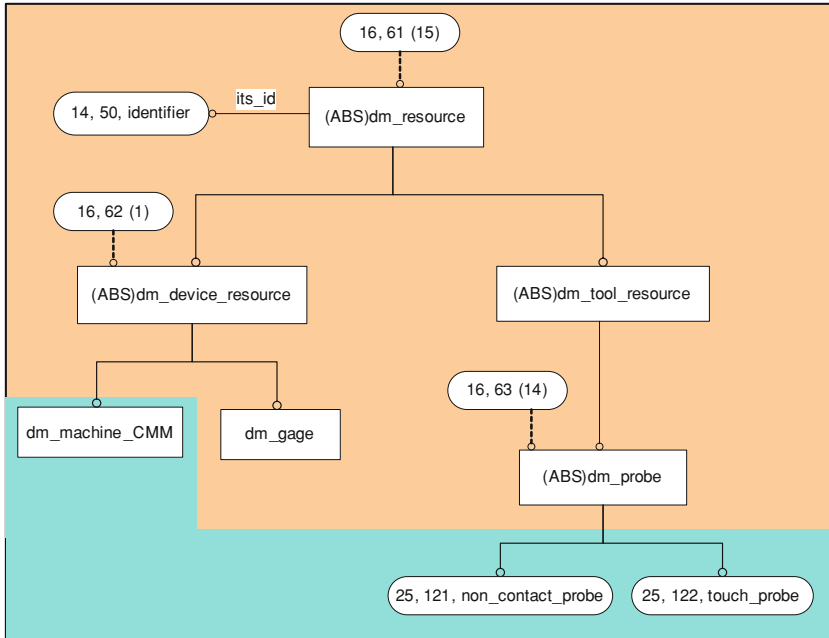 16, 61 (15)
its_id
14, 50, identifier
(ABS)dm_resource
16, 62 (1)
(ABS)dm_device_resource
(ABS)dm_tool_resource
16, 63 (14)
dm_machine_CMM
dm_gage
(ABS)dm_probe
25, 121, non_contact_probe
25, 122, touch_probe